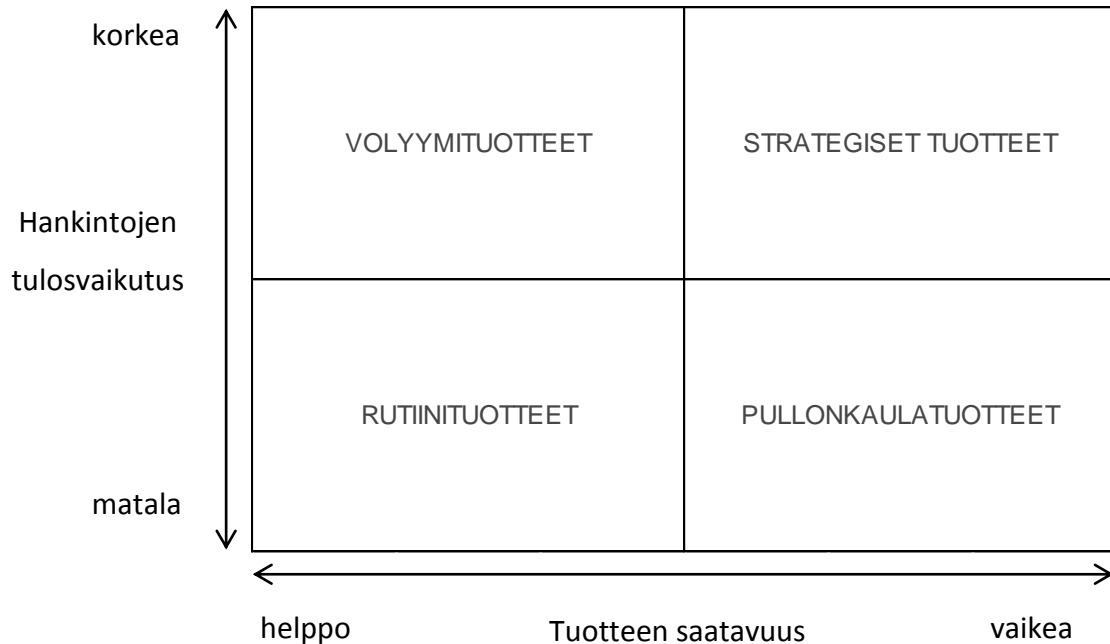 korkea
VOLYYMITUOTTEET
STRATEGISET TUOTTEET
Hankintojen
tulosvaikutus
RUTIINITUOTTEET
PULLONKAULATUOTTEET
matala
helppo
Tuotteen saatavuus
vaikea